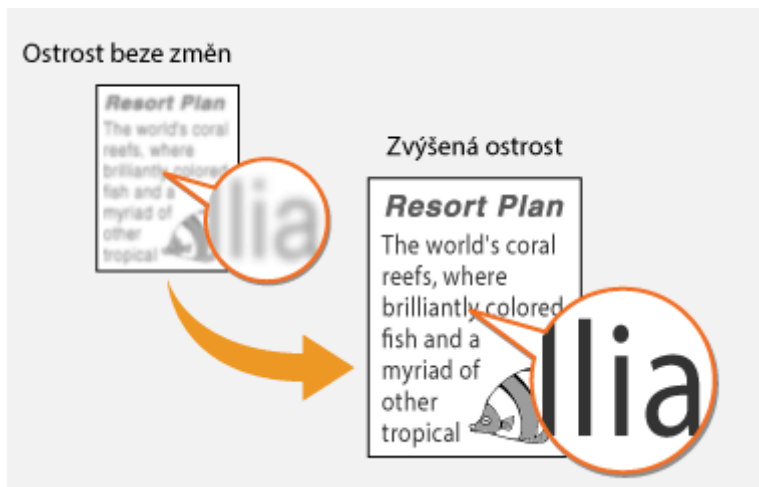 Ostrost beze změn
Resort Plan
The world's coral
reefs, where
brilliantly colored
fish and a
myriad of
other
tropical
lia
Zvýšená ostrost
Resort Plan
The world's coral
reefs, where
brilliantly colored
fish and a
myriad of
other
tropical
llia